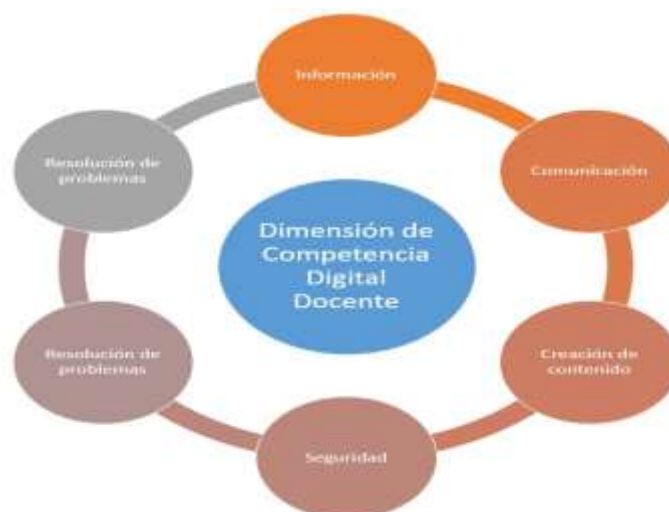 Información
Comunicación
Creación de
contenido
Seguridad
Resolución de
problemas
Resolución de
problemas
Dimensión de
Competencia
Digital
Docente